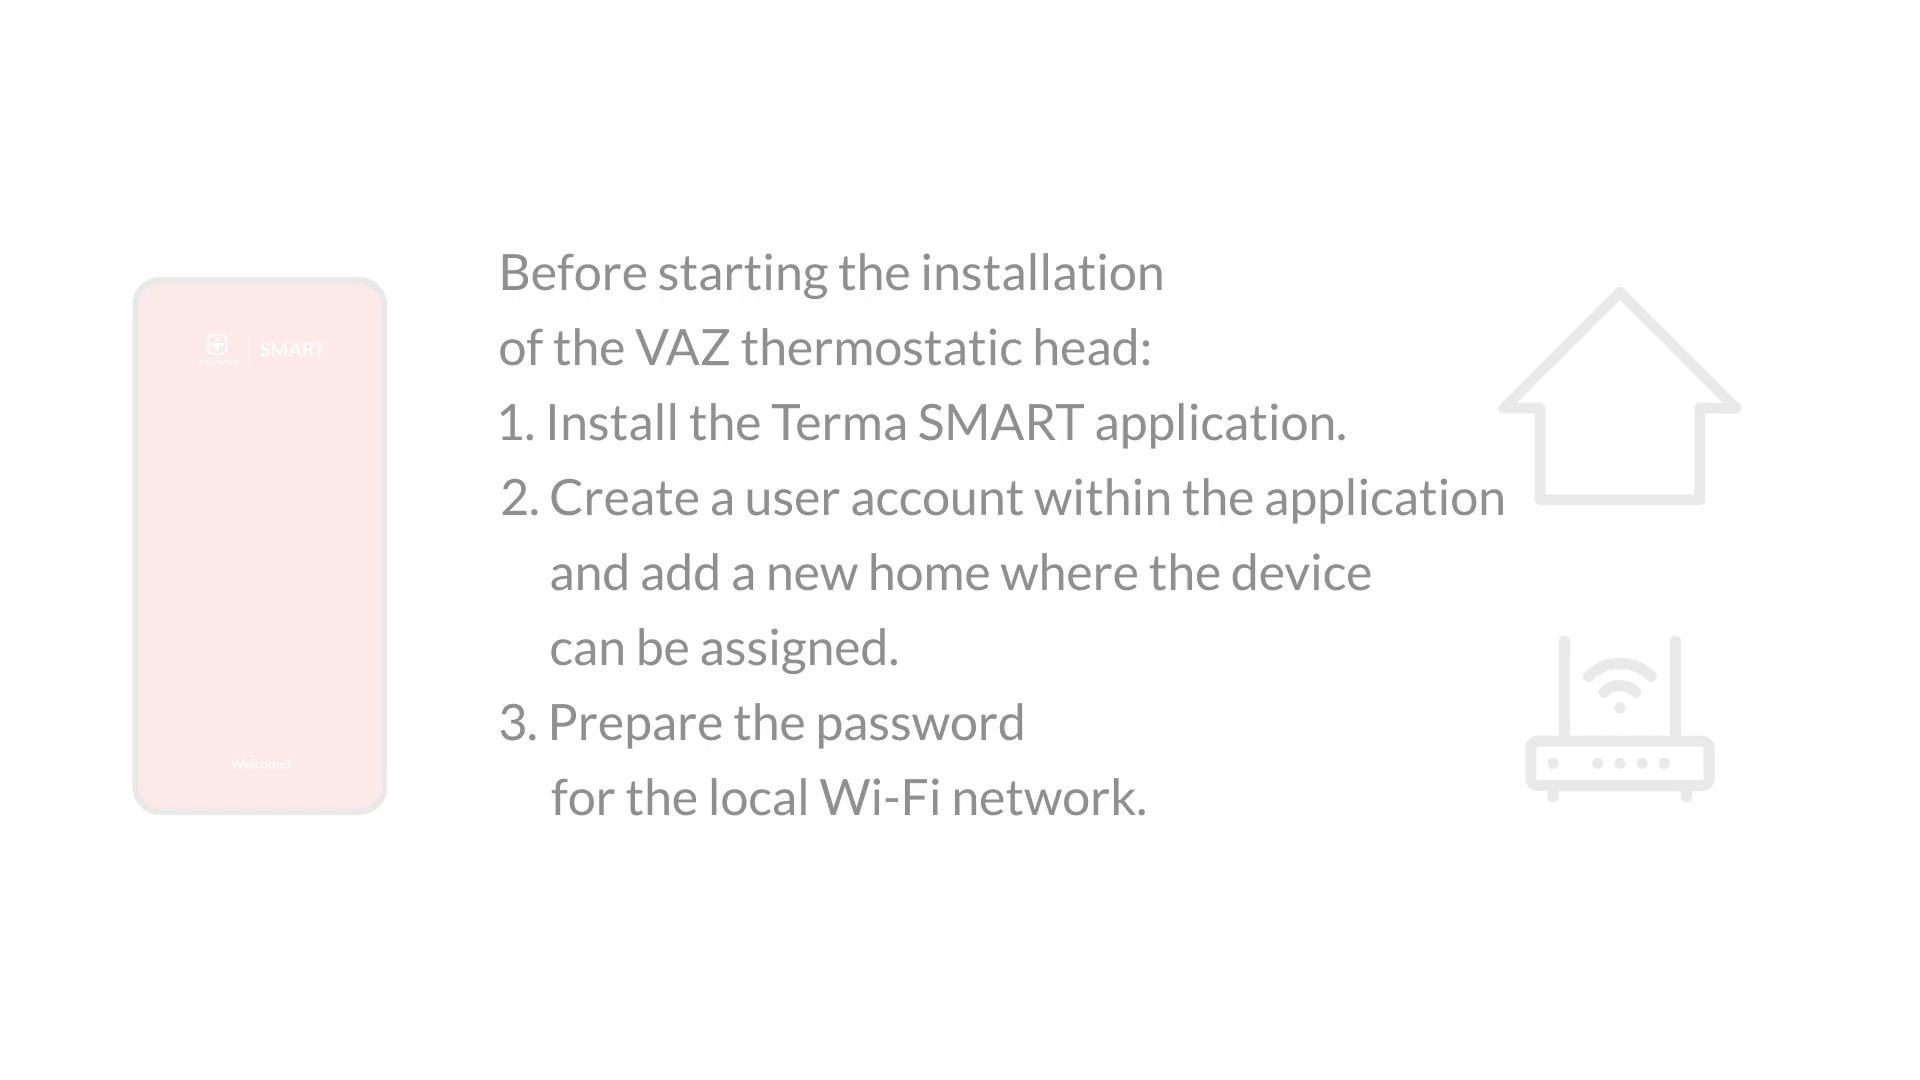 SMART
Welcome!
Before starting the installation
of the VAZ thermostatic head:
1. Install the Terma SMART application.
2. Create a user account within the application
and add a new home where the device
can be assigned.
3. Prepare the password
for the local Wi-Fi network.